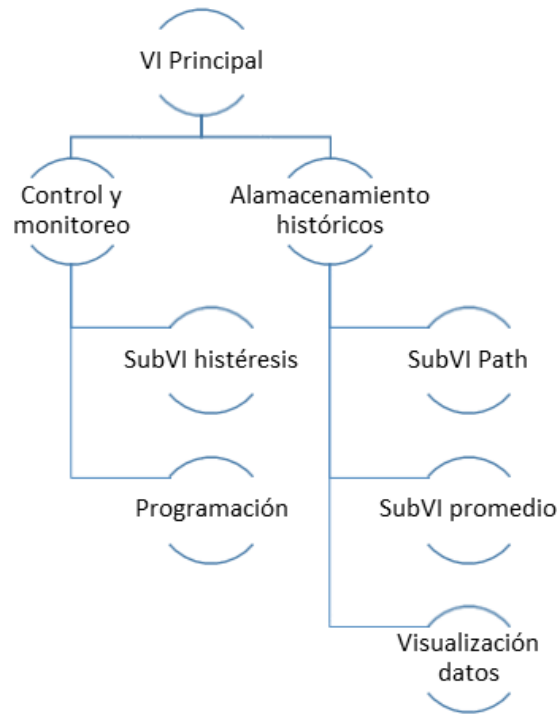 VI Principal
Control y
monitoreo
Alamacenamiento
históricos
SubVI histéresis
SubVI Path
Programación
SubVI promedio
Visualización
datos